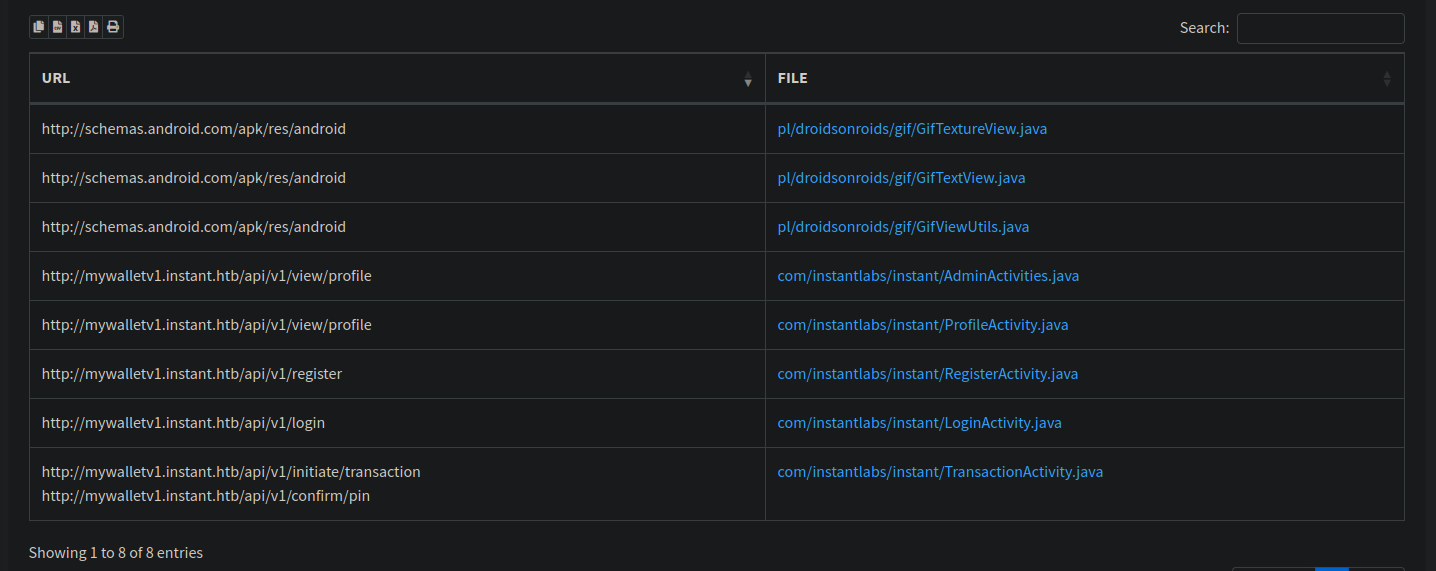 Search:
URL FILE
http://schemas.android.com/apk/res/android pl/droidsonroids/gif/GifTextureView.java
http://schemas.android.com/apk/res/android pl/droidsonroids/gif/GifTextView.java
http://schemas.android.com/apk/res/android pl/droidsonroids/gif/GifViewUtils.java
http://mywalletv1.instant.htb/api/v1/view/profile com/instantlabs/instant/AdminActivities.java
http://mywalletv1.instant.htb/api/v1/view/profile com/instantlabs/instant/ProfileActivity.java
http://mywalletv1.instant.htb/api/v1/register com/instantlabs/instant/RegisterActivity.java
http://mywalletv1.instant.htb/api/v1/login com/instantlabs/instant/LoginActivity.java
http://mywalletv1.instant.htb/api/v1/initiate/transaction com/instantlabs/instant/TransactionActivity.java
http://mywalletv1.instant.htb/api/v1/confirm/pin
Showing 1 to 8 of 8 entries